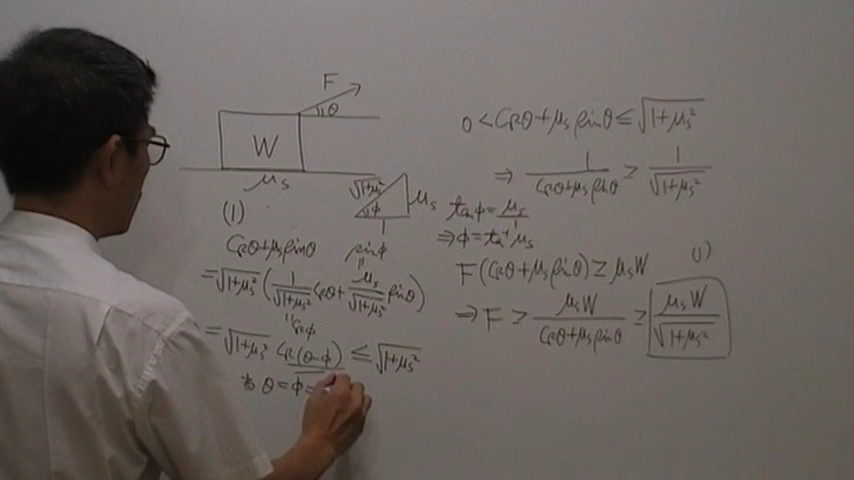 F
θ
W
μs
√1+μs²
μs
φ
1
(1)
cosθ+μs sinθ
sinφ
=√1+μs² (1/√1+μs² cosθ + μs/√1+μs² sinθ)
cosφ
=√1+μs² cos(θ-φ) ≤ √1+μs²
當 θ=φ=
0<cosθ+μs sinθ≤√1+μs²
⇒ 1/cosθ+μs sinθ ≥ 1/√1+μs²
tanφ=μs/1
⇒φ=tan⁻¹μs
F(cosθ+μs sinθ)≥μsW
⇒F≥ μsW/cosθ+μs sinθ ≥ μsW/√1+μs²